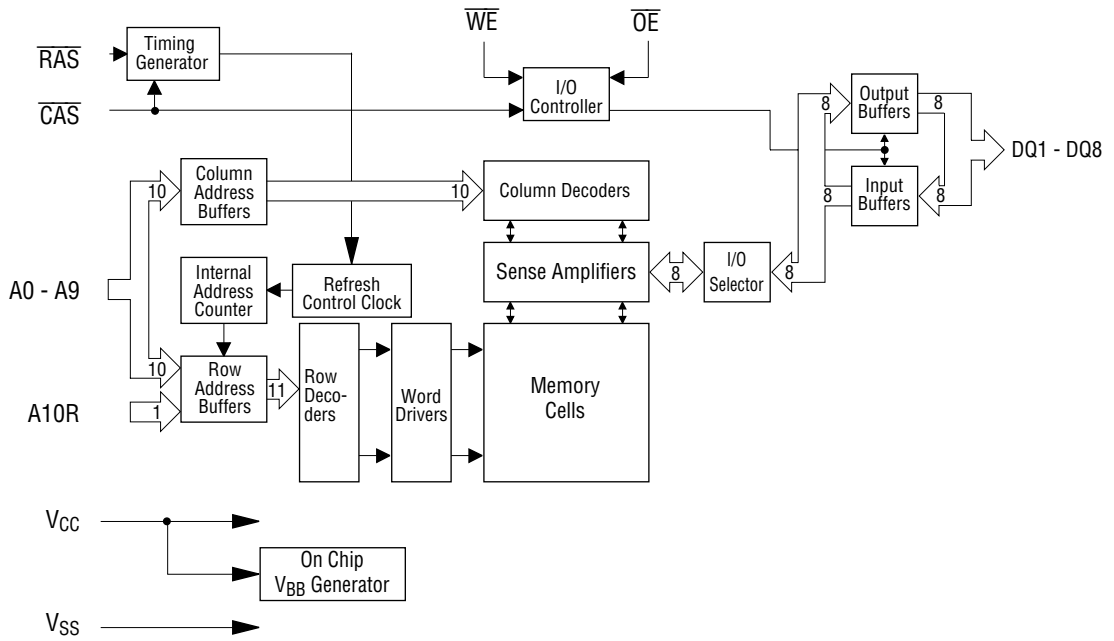 WE
OE
RAS
Timing
Generator
CAS
I/O
Controller
8
Output
Buffers
8
DQ1 - DQ8
Input
Buffers
8
8
10
Column
Address
Buffers
10
Column Decoders
Sense Amplifiers
8
I/O
Selector
8
A0 - A9
Internal
Address
Counter
Refresh
Control Clock
10
Row
Address
Buffers
11
Row
Deco-
ders
Word
Drivers
Memory
Cells
A10R
1
VCC
On Chip
VBB Generator
VSS